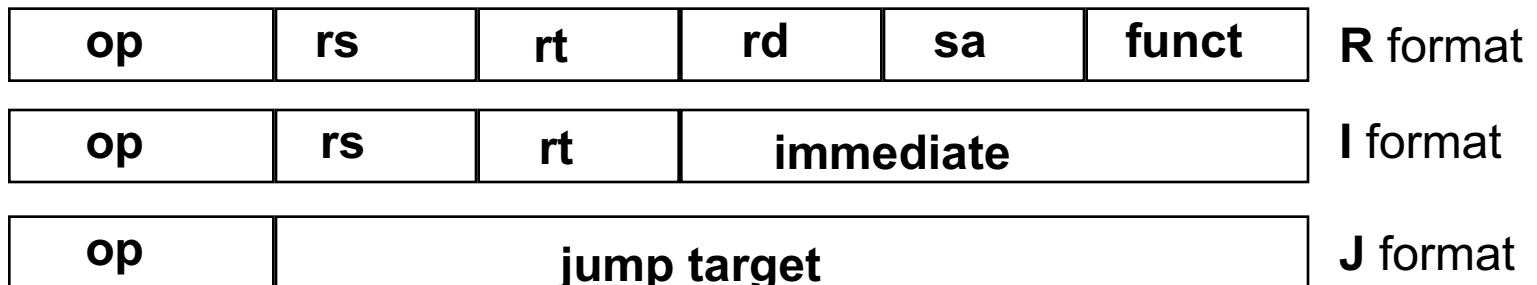 op rs rt rd sa funct R format
op rs rt immediate I format
op jump target J format